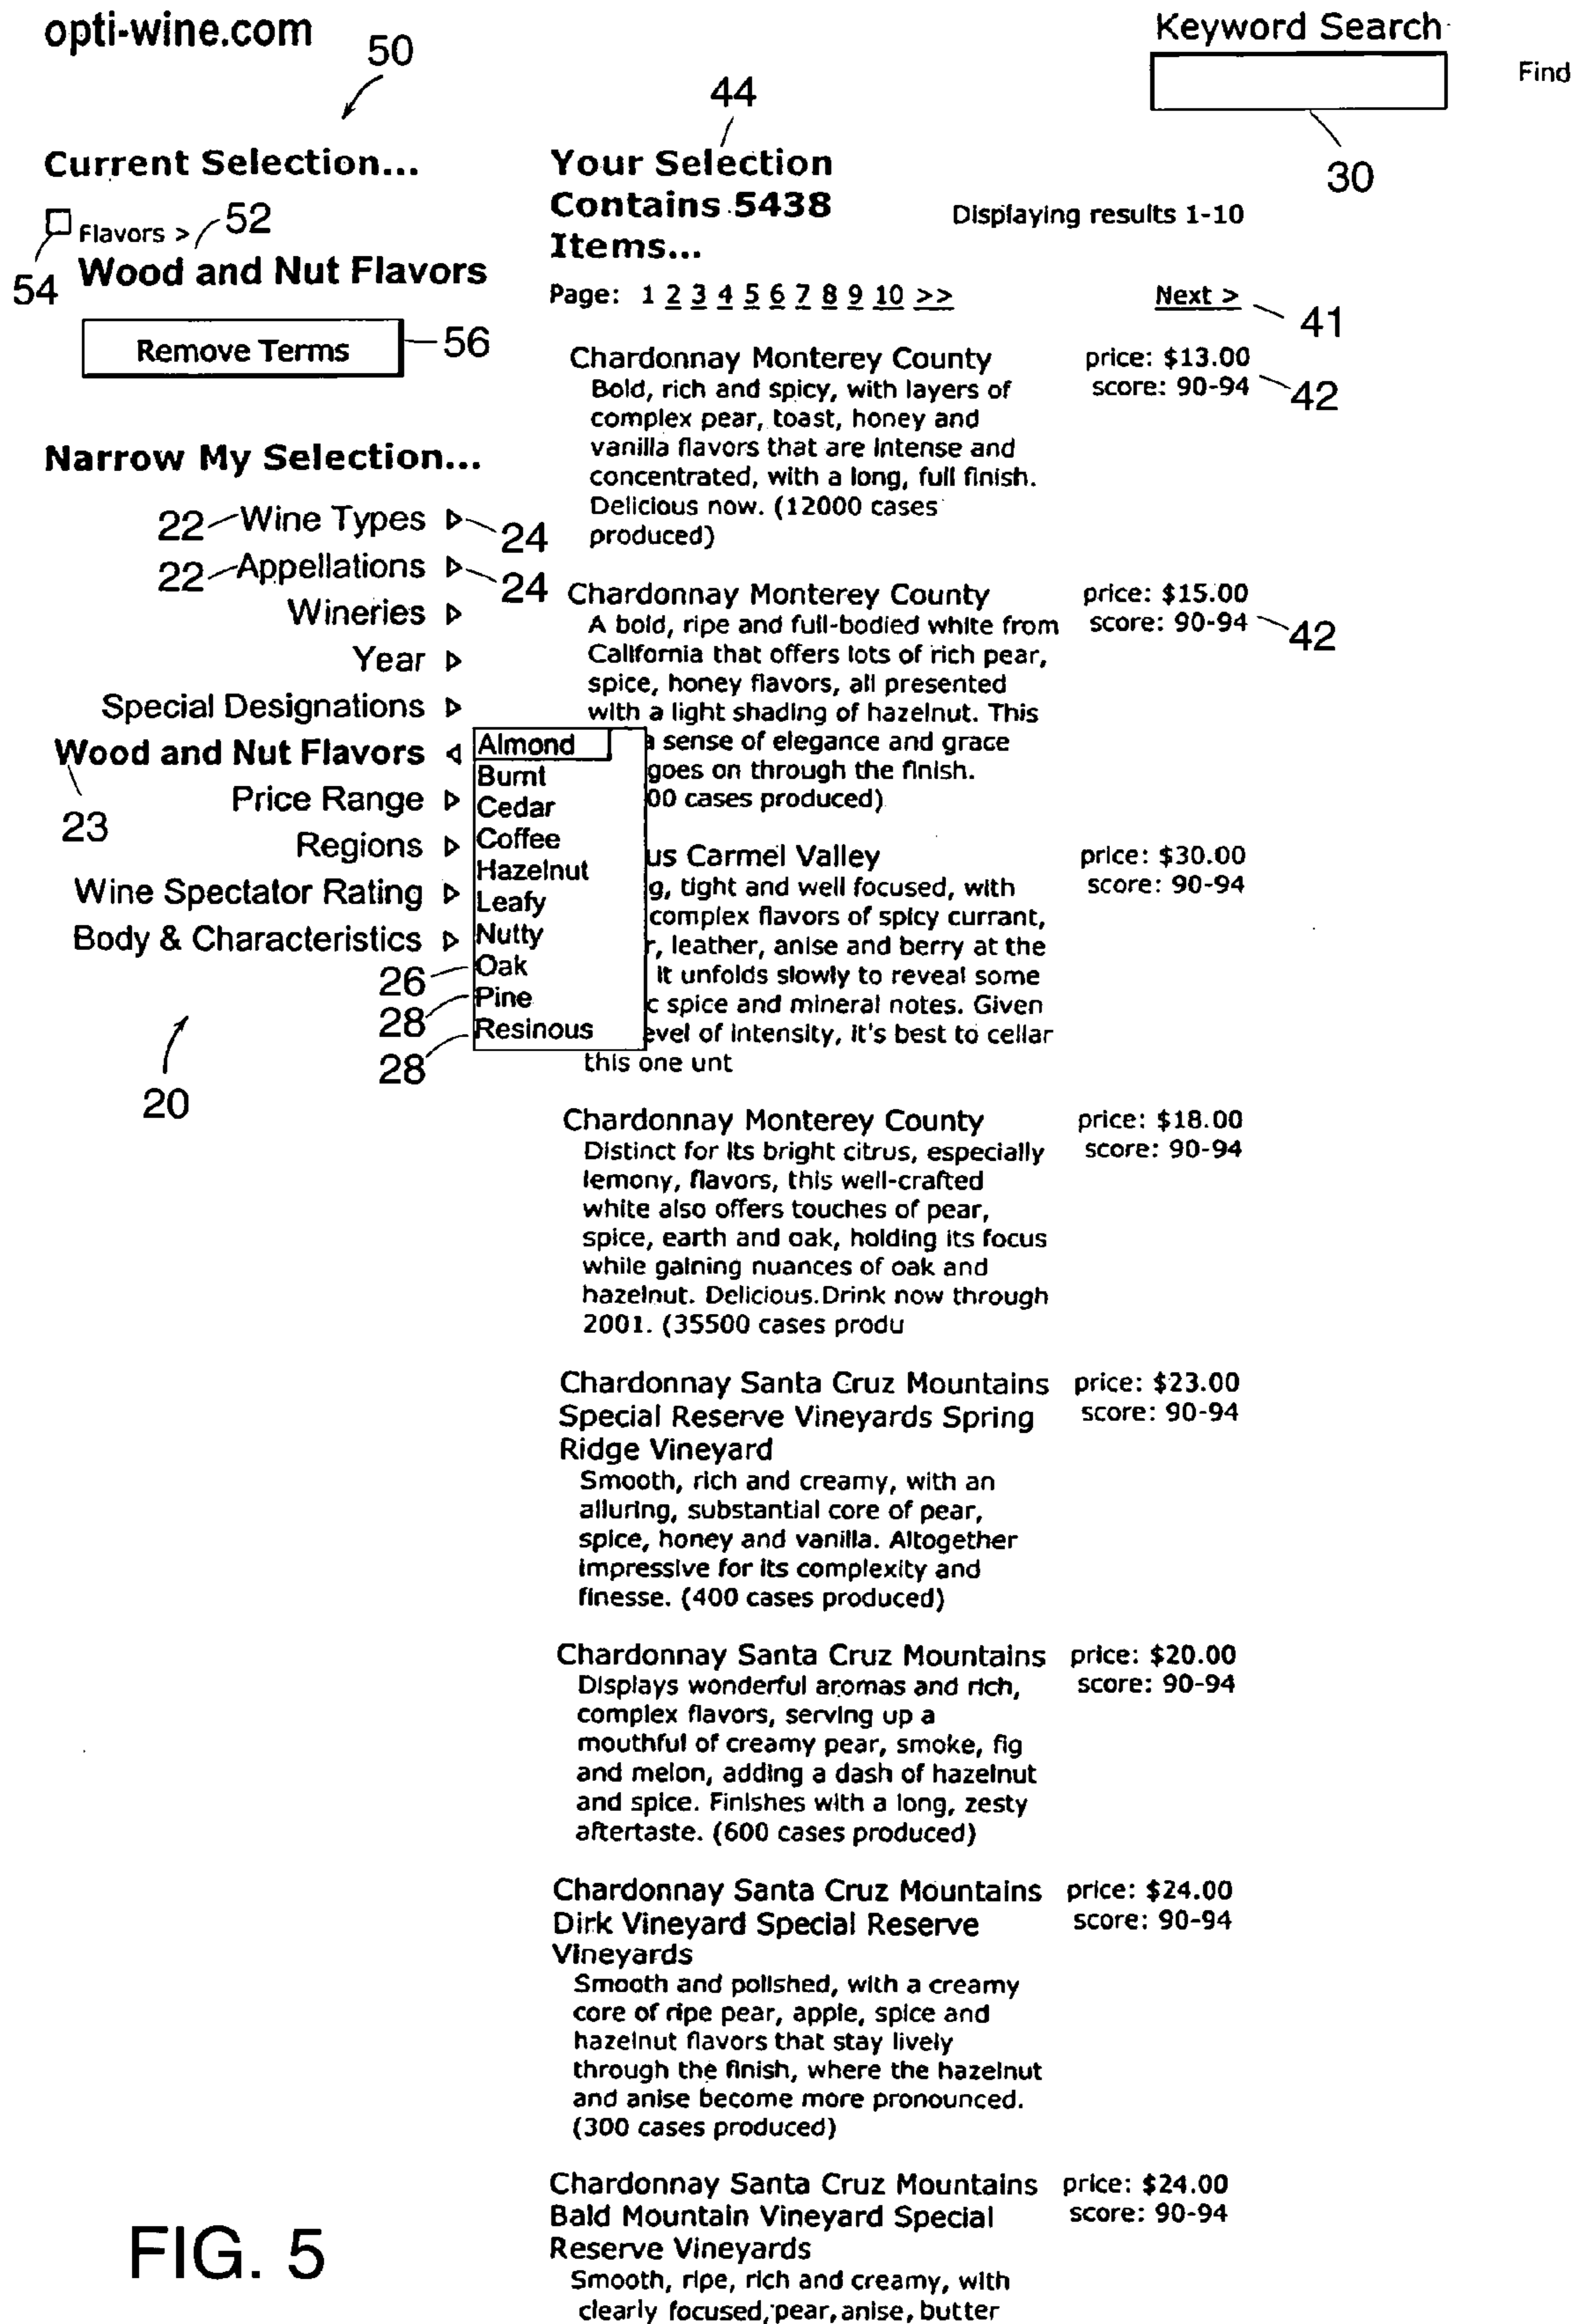 opti-wine.com
50
Keyword Search
Find
30
Current Selection...
54
Flavors >
52
Wood and Nut Flavors
Remove Terms
56
Narrow My Selection...
22 Wine Types 24
22 Appellations 24
Wineries
Year
Special Designations
Wood and Nut Flavors
23
Price Range
Regions
Wine Spectator Rating
Body & Characteristics
20
Almond
Burnt
Cedar
Coffee
Hazelnut
Leafy
Nutty
26 Oak
28 Pine
28 Resinous
44
Your Selection
Contains 5438
Items...
Displaying results 1-10
Page: 1 2 3 4 5 6 7 8 9 10 >>
Next >
41
Chardonnay Monterey County
price: $13.00
score: 90-94
42
Bold, rich and spicy, with layers of
complex pear, toast, honey and
vanilla flavors that are intense and
concentrated, with a long, full finish.
Delicious now. (12000 cases
produced)
Chardonnay Monterey County
price: $15.00
score: 90-94
42
A bold, ripe and full-bodied white from
California that offers lots of rich pear,
spice, honey flavors, all presented
with a light shading of hazelnut. This
a sense of elegance and grace
goes on through the finish.
00 cases produced)
us Carmel Valley
price: $30.00
score: 90-94
g, tight and well focused, with
complex flavors of spicy currant,
r, leather, anise and berry at the
it unfolds slowly to reveal some
c spice and mineral notes. Given
evel of intensity, it's best to cellar
this one unt
Chardonnay Monterey County
price: $18.00
score: 90-94
Distinct for its bright citrus, especially
lemony, flavors, this well-crafted
white also offers touches of pear,
spice, earth and oak, holding its focus
while gaining nuances of oak and
hazelnut. Delicious.Drink now through
2001. (35500 cases produ
Chardonnay Santa Cruz Mountains
Special Reserve Vineyards Spring
Ridge Vineyard
price: $23.00
score: 90-94
Smooth, rich and creamy, with an
alluring, substantial core of pear,
spice, honey and vanilla. Altogether
impressive for its complexity and
finesse. (400 cases produced)
Chardonnay Santa Cruz Mountains
price: $20.00
score: 90-94
Displays wonderful aromas and rich,
complex flavors, serving up a
mouthful of creamy pear, smoke, fig
and melon, adding a dash of hazelnut
and spice. Finishes with a long, zesty
aftertaste. (600 cases produced)
Chardonnay Santa Cruz Mountains
Dirk Vineyard Special Reserve
Vineyards
price: $24.00
score: 90-94
Smooth and polished, with a creamy
core of ripe pear, apple, spice and
hazelnut flavors that stay lively
through the finish, where the hazelnut
and anise become more pronounced.
(300 cases produced)
Chardonnay Santa Cruz Mountains
Bald Mountain Vineyard Special
Reserve Vineyards
price: $24.00
score: 90-94
Smooth, ripe, rich and creamy, with
clearly focused, pear, anise, butter
FIG. 5